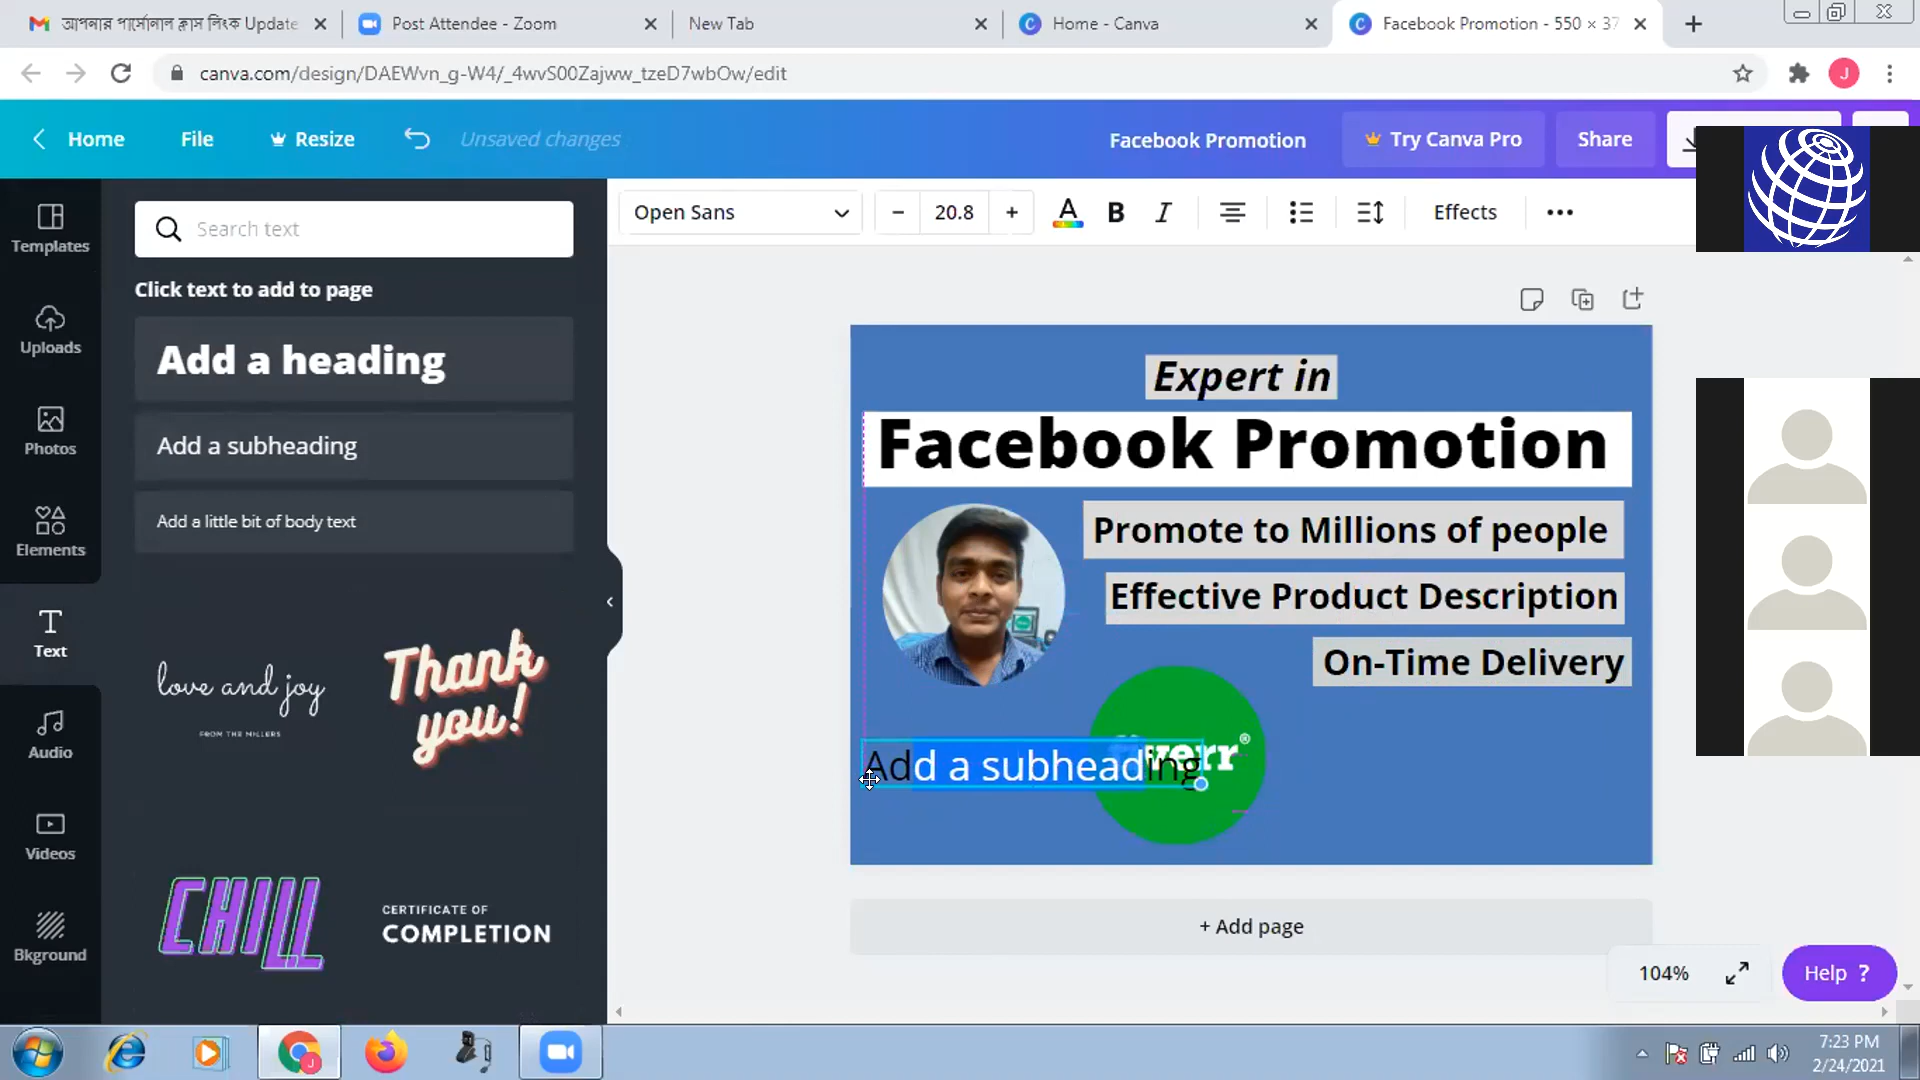 আপনার পার্সোনাল ক্লাস লিংক Update
Post Attendee - Zoom
New Tab
Home - Canva
Facebook Promotion - 550 × 37
canva.com/design/DAEWvn_g-W4/_4wvS00Zajww_tzeD7wbOw/edit
J
Home
File
Resize
Unsaved changes
Facebook Promotion
Try Canva Pro
Share
Templates
Uploads
Photos
Elements
Text
Audio
Videos
Bkground
Search text
Click text to add to page
Add a heading
Add a subheading
Add a little bit of body text
love and joy
FROM THE MILLERS
Thank
you!
CHILL
CERTIFICATE OF
COMPLETION
Open Sans
20.8
A
B
I
Effects
Expert in
Facebook Promotion
Promote to Millions of people
Effective Product Description
On-Time Delivery
fiverr®
Add a subheading
+ Add page
104%
Help ?
7:23 PM
2/24/2021